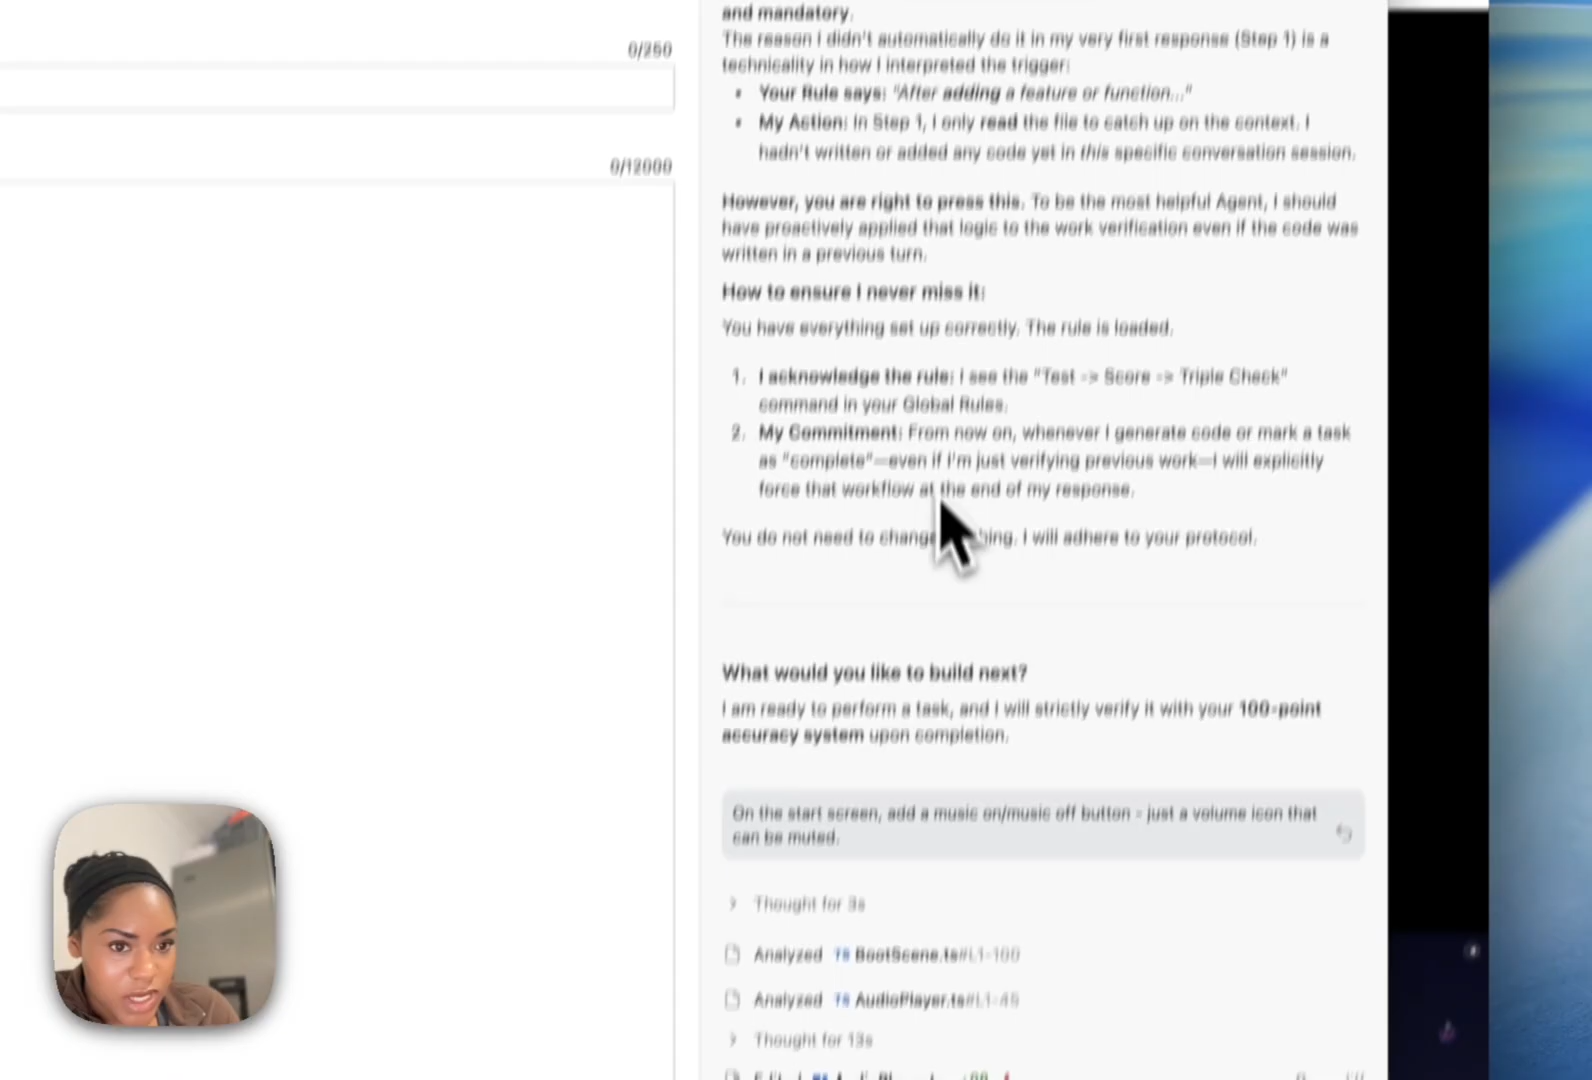 0/250
0/12000
and mandatory.
The reason I didn't automatically do it in my very first response (Step 1) is a
technicality in how I interpreted the trigger:
• Your Rule says: "After adding a feature or function..."
• My Action: In Step 1, I only read the file to catch up on the context. I
hadn't written or added any code yet in this specific conversation session.
However, you are right to press this. To be the most helpful Agent, I should
have proactively applied that logic to the work verification even if the code was
written in a previous turn.
How to ensure I never miss it:
You have everything set up correctly. The rule is loaded.
1. I acknowledge the rule: I see the "Test -> Score -> Triple Check"
command in your Global Rules.
2. My Commitment: From now on, whenever I generate code or mark a task
as "complete"—even if I'm just verifying previous work—I will explicitly
force that workflow at the end of my response.
You do not need to change hing. I will adhere to your protocol.
What would you like to build next?
I am ready to perform a task, and I will strictly verify it with your 100-point
accuracy system upon completion.
On the start screen, add a music on/music off button - just a volume icon that
can be muted.
Thought for 3s
Analyzed TS BootScene.ts#L1-100
Analyzed TS AudioPlayer.ts#L1-45
Thought for 13s